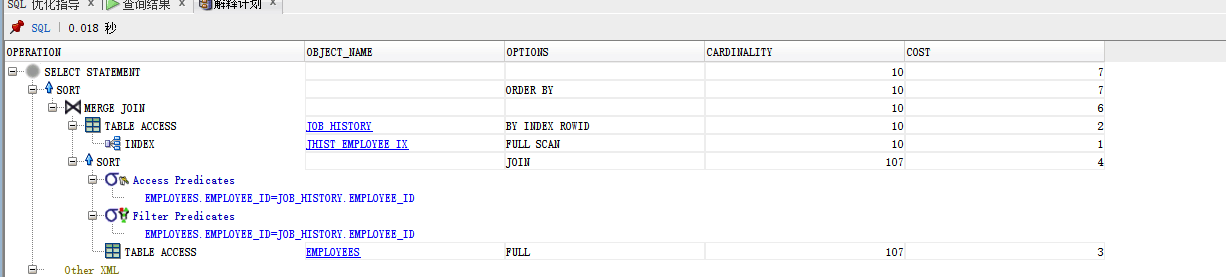 SQL 优化指导 × 查询结果 × 解释计划 ×
SQL | 0.018 秒
OPERATION OBJECT_NAME OPTIONS CARDINALITY COST
SELECT STATEMENT 10 7
SORT ORDER BY 10 7
MERGE JOIN 10 6
TABLE ACCESS JOB_HISTORY BY INDEX ROWID 10 2
INDEX JHIST_EMPLOYEE_IX FULL SCAN 10 1
SORT JOIN 107 4
Access Predicates
EMPLOYEES.EMPLOYEE_ID=JOB_HISTORY.EMPLOYEE_ID
Filter Predicates
EMPLOYEES.EMPLOYEE_ID=JOB_HISTORY.EMPLOYEE_ID
TABLE ACCESS EMPLOYEES FULL 107 3
Other XML